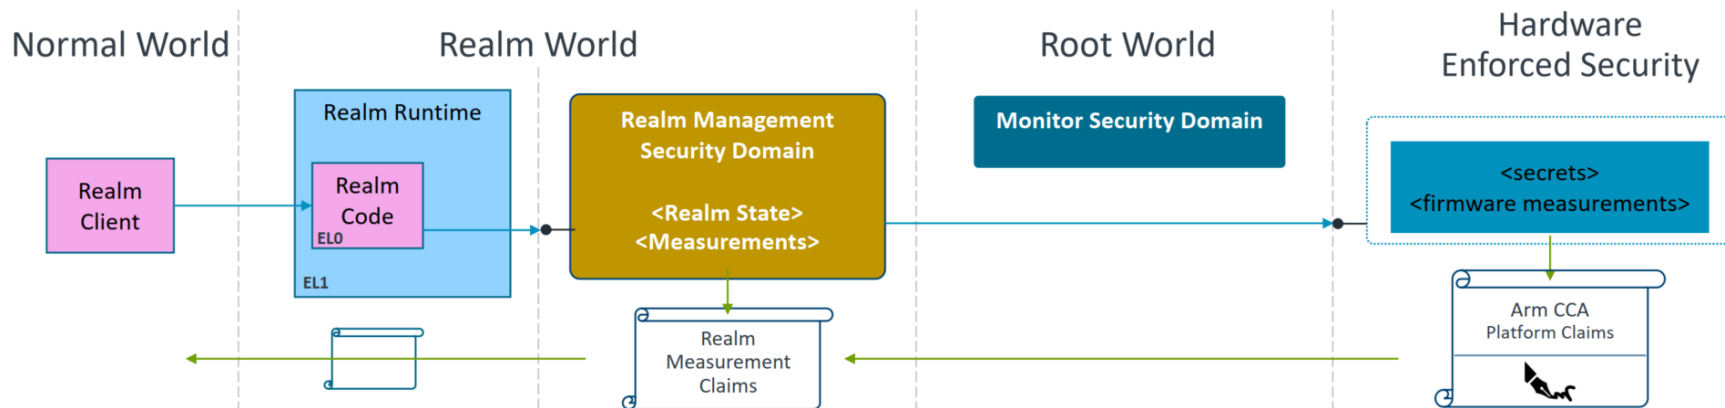 Normal World
Realm World
Root World
Hardware
Enforced Security
Realm Runtime
Realm
Code
EL0
EL1
Realm
Client
Realm Management
Security Domain
<Realm State>
<Measurements>
Monitor Security Domain
<secrets>
<firmware measurements>
Realm
Measurement
Claims
Arm CCA
Platform Claims